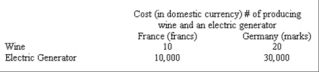 Cost (in domestic currency) # of producing
wine and an electric generator
France (francs) Germany (marks)
Wine 10 20
Electric Generator 10,000 30,000